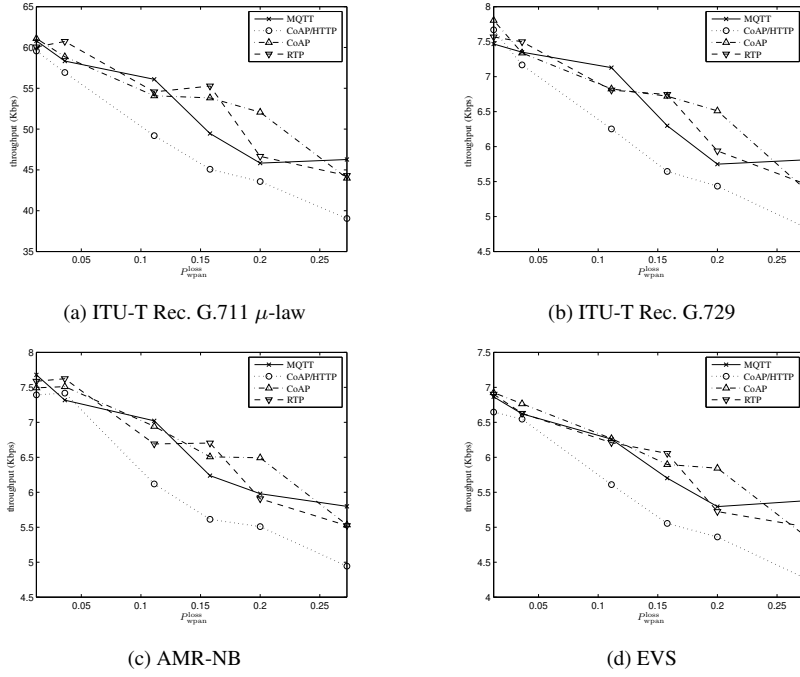 65
60
55
50
45
40
35
throughput (Kbps)
0.05
0.1
0.15
0.2
0.25
P_wpan^loss
MQTT
CoAP/HTTP
CoAP
RTP
(a) ITU-T Rec. G.711 μ-law
8
7.5
7
6.5
6
5.5
5
4.5
throughput (Kbps)
0.05
0.1
0.15
0.2
0.25
P_wpan^loss
MQTT
CoAP/HTTP
CoAP
RTP
(b) ITU-T Rec. G.729
8
7.5
7
6.5
6
5.5
5
4.5
throughput (Kbps)
0.05
0.1
0.15
0.2
0.25
P_wpan^loss
MQTT
CoAP/HTTP
CoAP
RTP
(c) AMR-NB
7.5
7
6.5
6
5.5
5
4.5
4
throughput (Kbps)
0.05
0.1
0.15
0.2
0.25
P_wpan^loss
MQTT
CoAP/HTTP
CoAP
RTP
(d) EVS